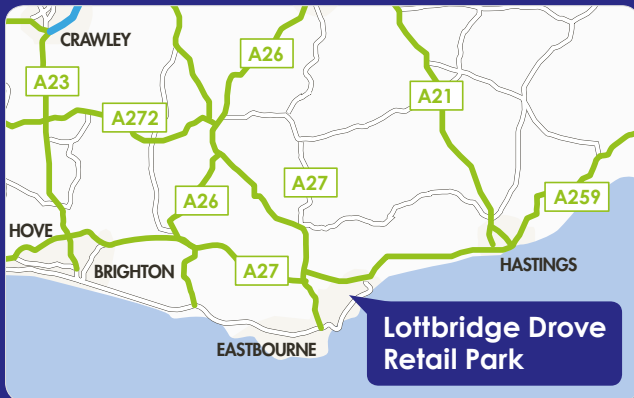 CRAWLEY
A26
A23
A21
A272
A27
A26
A259
HOVE
BRIGHTON
A27
HASTINGS
Lottbridge Drove
Retail Park
EASTBOURNE